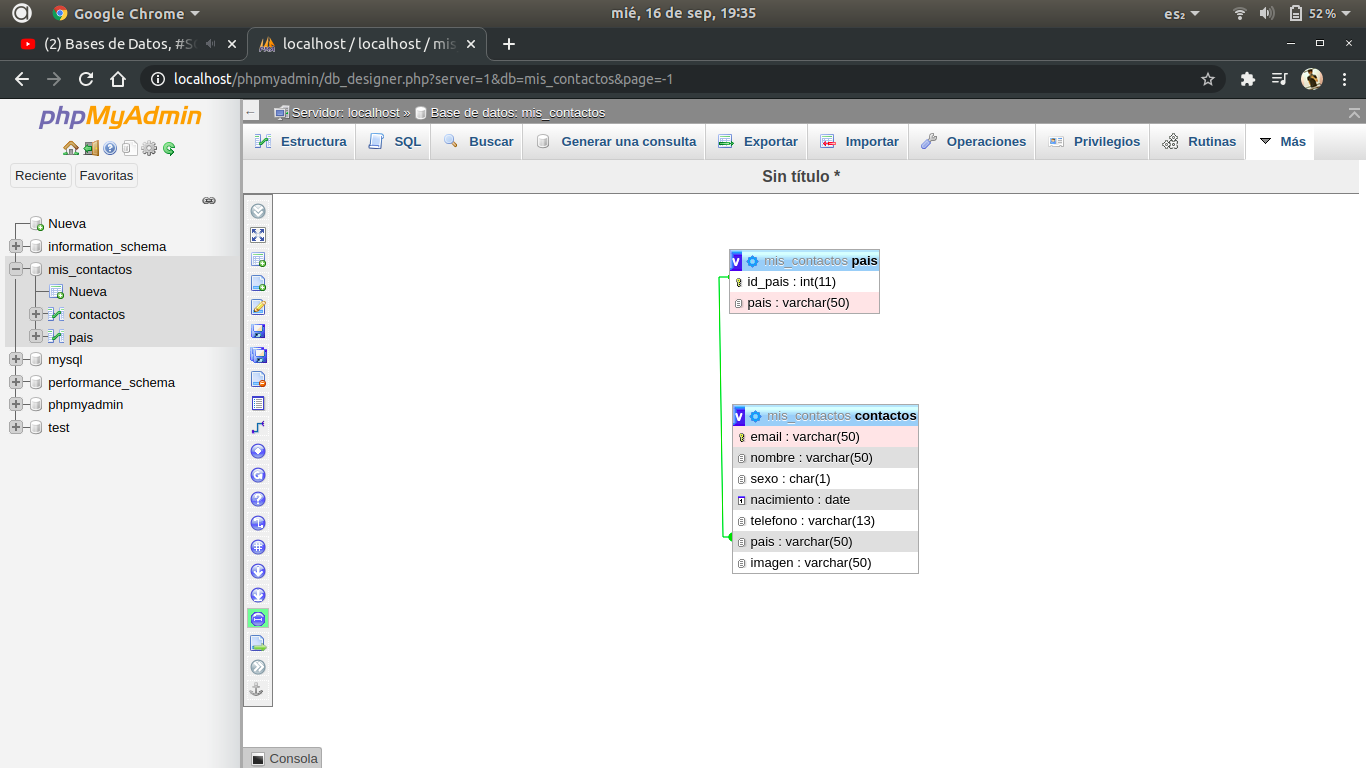 Google Chrome
mié, 16 de sep, 19:35
es₂
52%
(2) Bases de Datos, #S
localhost / localhost / mis
localhost/phpmyadmin/db_designer.php?server=1&db=mis_contactos&page=-1
phpMyAdmin
Reciente
Favoritas
Nueva
information_schema
mis_contactos
Nueva
contactos
pais
mysql
performance_schema
phpmyadmin
test
Servidor: localhost » Base de datos: mis_contactos
Estructura
SQL
Buscar
Generar una consulta
Exportar
Importar
Operaciones
Privilegios
Rutinas
Más
Sin título *
v mis_contactos pais
id_pais : int(11)
pais : varchar(50)
v mis_contactos contactos
email : varchar(50)
nombre : varchar(50)
sexo : char(1)
nacimiento : date
telefono : varchar(13)
pais : varchar(50)
imagen : varchar(50)
Consola